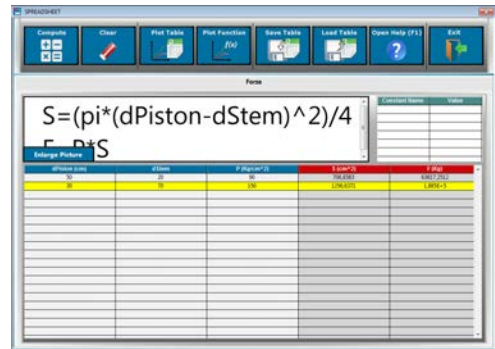 SPREADSHEET
Compute Clear Plot Table Plot Function Save Table Load Table Open Help (F1) Exit
f(x)
Form
S=(pi*(dPiston-dStem)^2)/4
Constant Name Value
F=P*S
Enlarge Picture
dPiston (cm) dStem P (Kg/cm^2) S (cm^2) F (Kg)
50 20 90 706,8583 63617,2512
30 70 150 1256,6371 1,885E+5